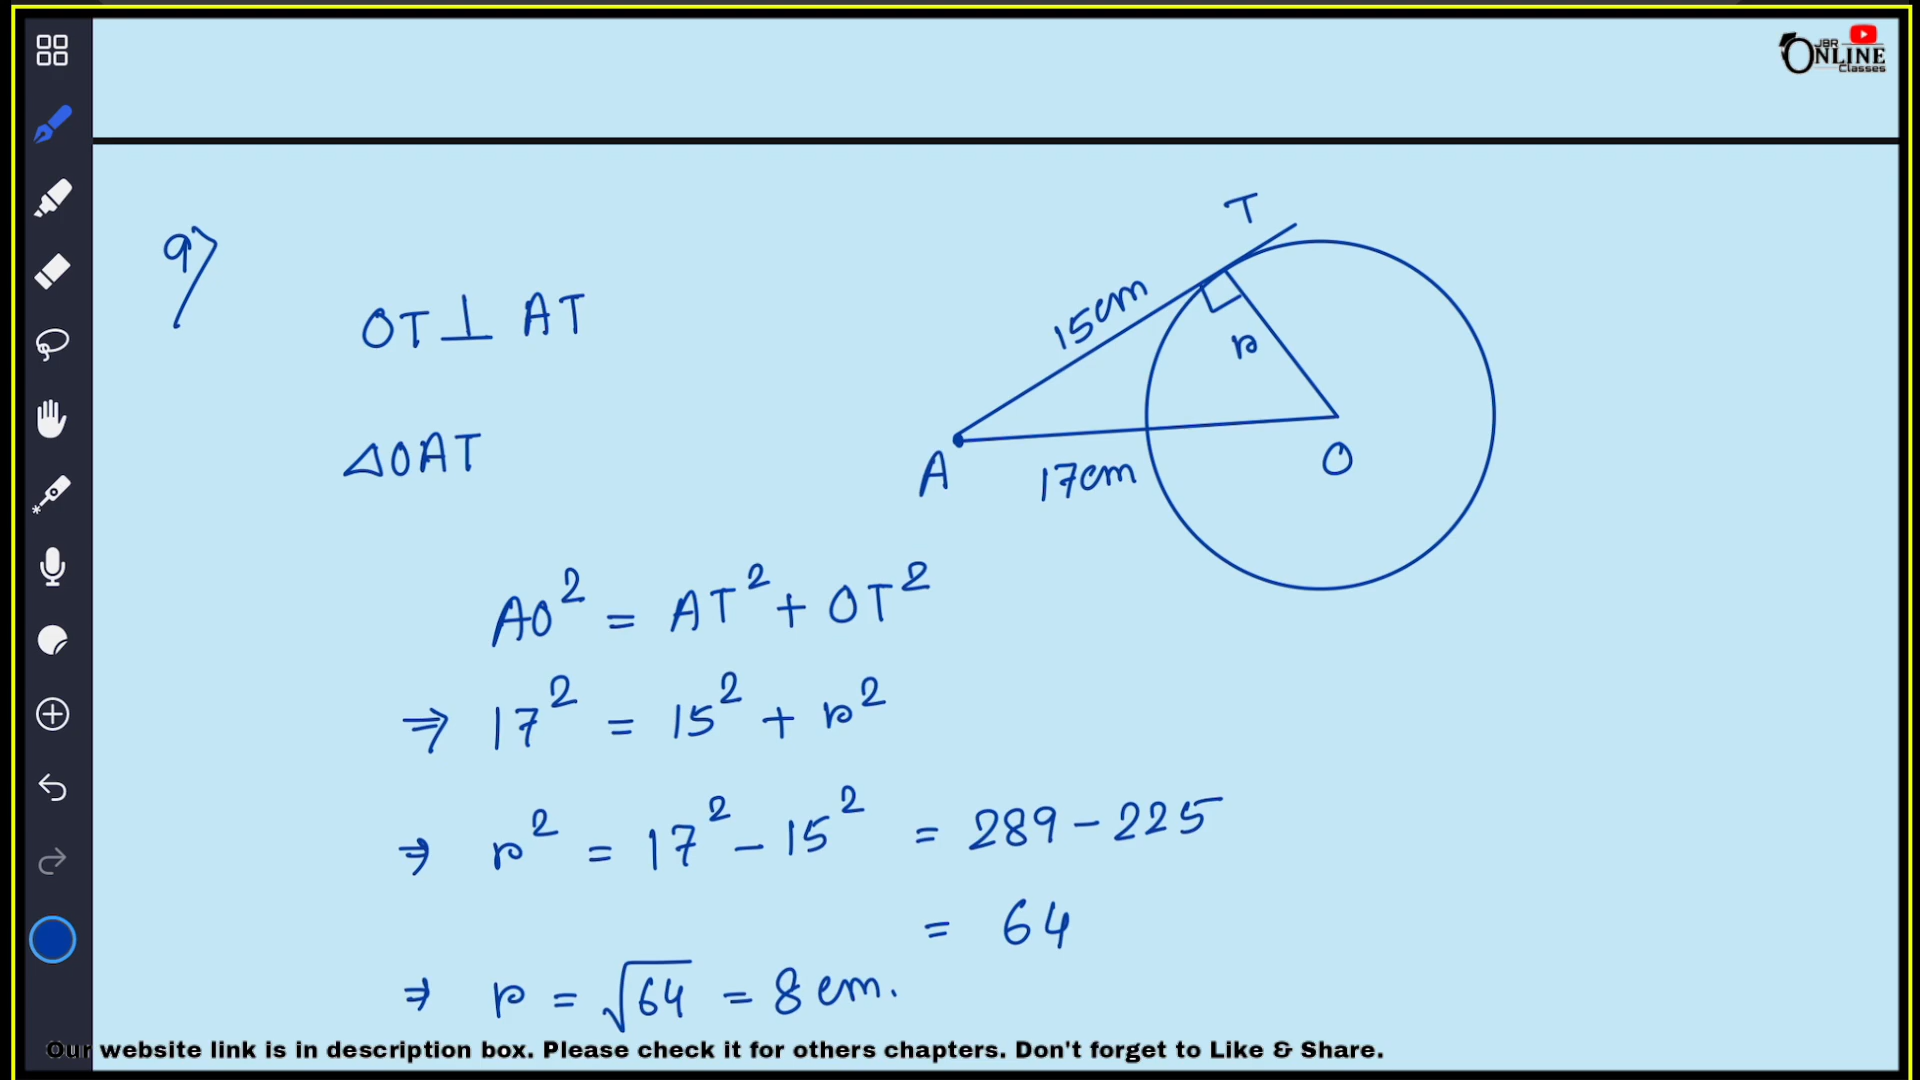 JBR
ONLINE
Classes
9)
T
OT ⊥ AT
15cm
r
△OAT
A
17cm
O
AO² = AT² + OT²
⇒ 17² = 15² + r²
⇒ r² = 17² - 15² = 289 - 225
= 64
⇒ r = √64 = 8 cm.
Our website link is in description box. Please check it for others chapters. Don't forget to Like & Share.